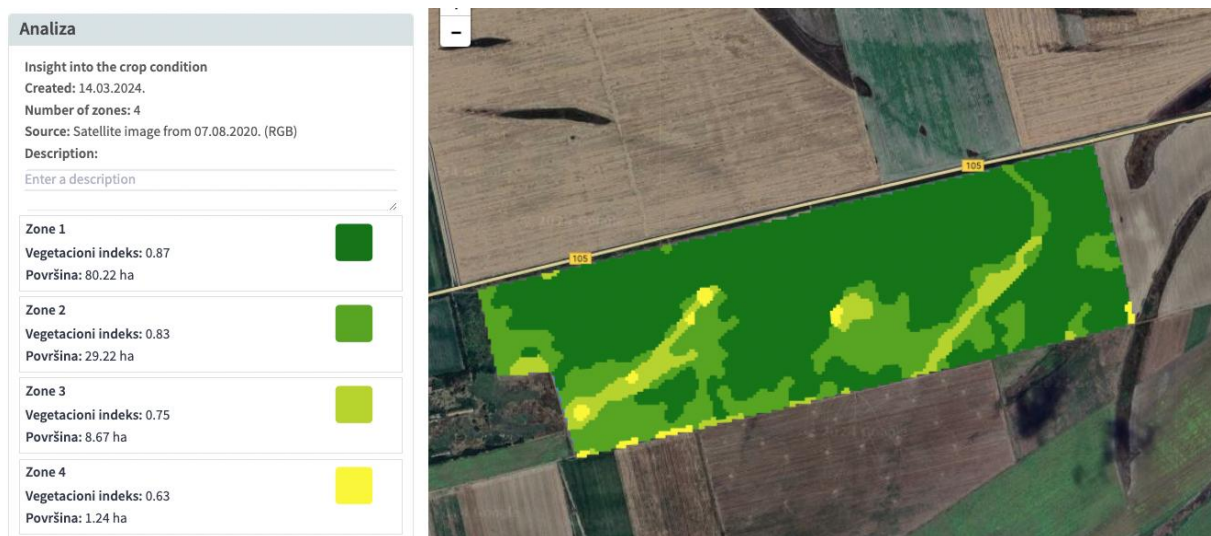 Analiza
Insight into the crop condition
Created: 14.03.2024.
Number of zones: 4
Source: Satellite image from 07.08.2020. (RGB)
Description:
Enter a description
Zone 1
Vegetacioni indeks: 0.87
Površina: 80.22 ha
Zone 2
Vegetacioni indeks: 0.83
Površina: 29.22 ha
Zone 3
Vegetacioni indeks: 0.75
Površina: 8.67 ha
Zone 4
Vegetacioni indeks: 0.63
Površina: 1.24 ha
−
105
105